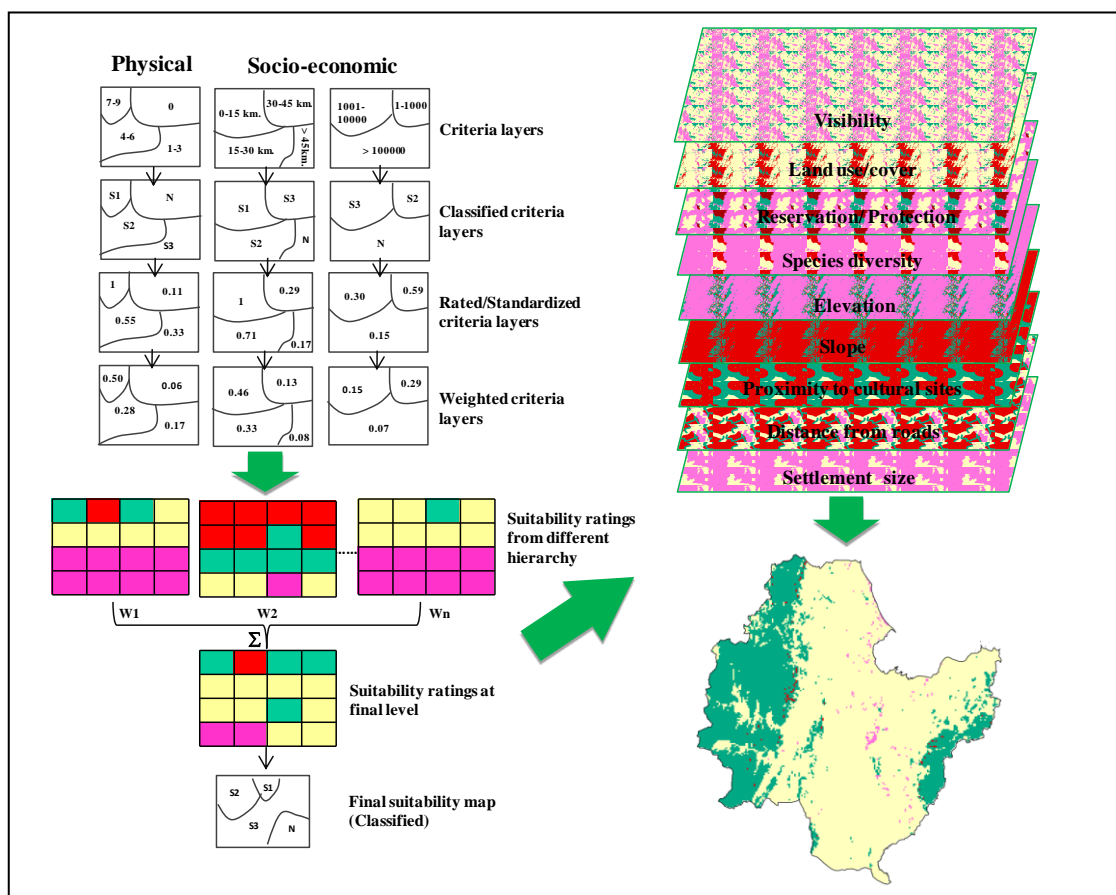 Physical
Socio-economic
7-9
0
4-6
1-3
0-15 km.
30-45 km.
15-30 km.
> 45km.
1001-
10000
1-1000
> 100000
Criteria layers
S1
N
S2
S3
S1
S3
S2
N
S3
S2
N
Classified criteria
layers
1
0.11
0.55
0.33
1
0.29
0.71
0.17
0.30
0.59
0.15
Rated/Standardized
criteria layers
0.50
0.06
0.28
0.17
0.46
0.13
0.33
0.08
0.15
0.29
0.07
Weighted criteria
layers
Suitability ratings
from different
hierarchy
W1
W2
Wn
Σ
Suitability ratings at
final level
S2
S1
S3
N
Final suitability map
(Classified)
Visibility
Land use/cover
Reservation/Protection
Species diversity
Elevation
Slope
Proximity to cultural sites
Distance from roads
Settlement size